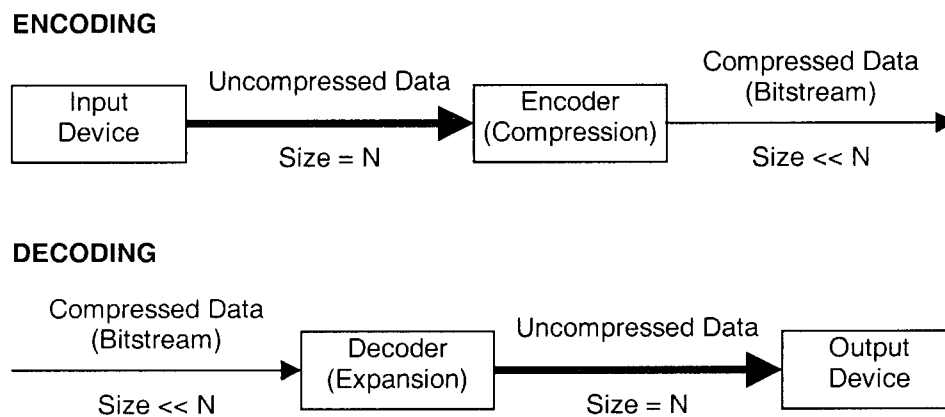 ENCODING
Input
Device
Uncompressed Data
Size = N
Encoder
(Compression)
Compressed Data
(Bitstream)
Size << N
DECODING
Compressed Data
(Bitstream)
Size << N
Decoder
(Expansion)
Uncompressed Data
Size = N
Output
Device